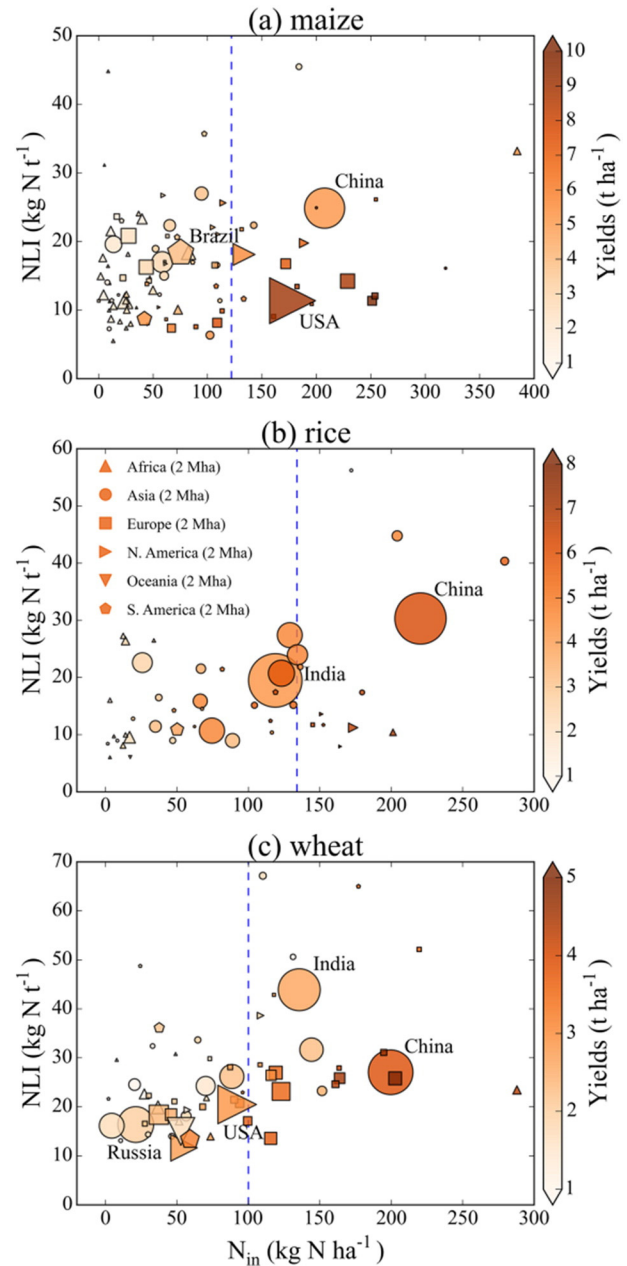 (a) maize
50
40
30
20
10
0
NLI (kg N t⁻¹)
China
Brazil
USA
0 50 100 150 200 250 300 350 400
10
9
8
7
6
5
4
3
2
1
Yields (t ha⁻¹)
(b) rice
60
50
40
30
20
10
0
NLI (kg N t⁻¹)
Africa (2 Mha)
Asia (2 Mha)
Europe (2 Mha)
N. America (2 Mha)
Oceania (2 Mha)
S. America (2 Mha)
China
India
0 50 100 150 200 250 300
8
7
6
5
4
3
2
1
Yields (t ha⁻¹)
(c) wheat
70
60
50
40
30
20
10
0
NLI (kg N t⁻¹)
India
China
USA
Russia
0 50 100 150 200 250 300
5
4
3
2
1
Yields (t ha⁻¹)
Nᵢₙ (kg N ha⁻¹)